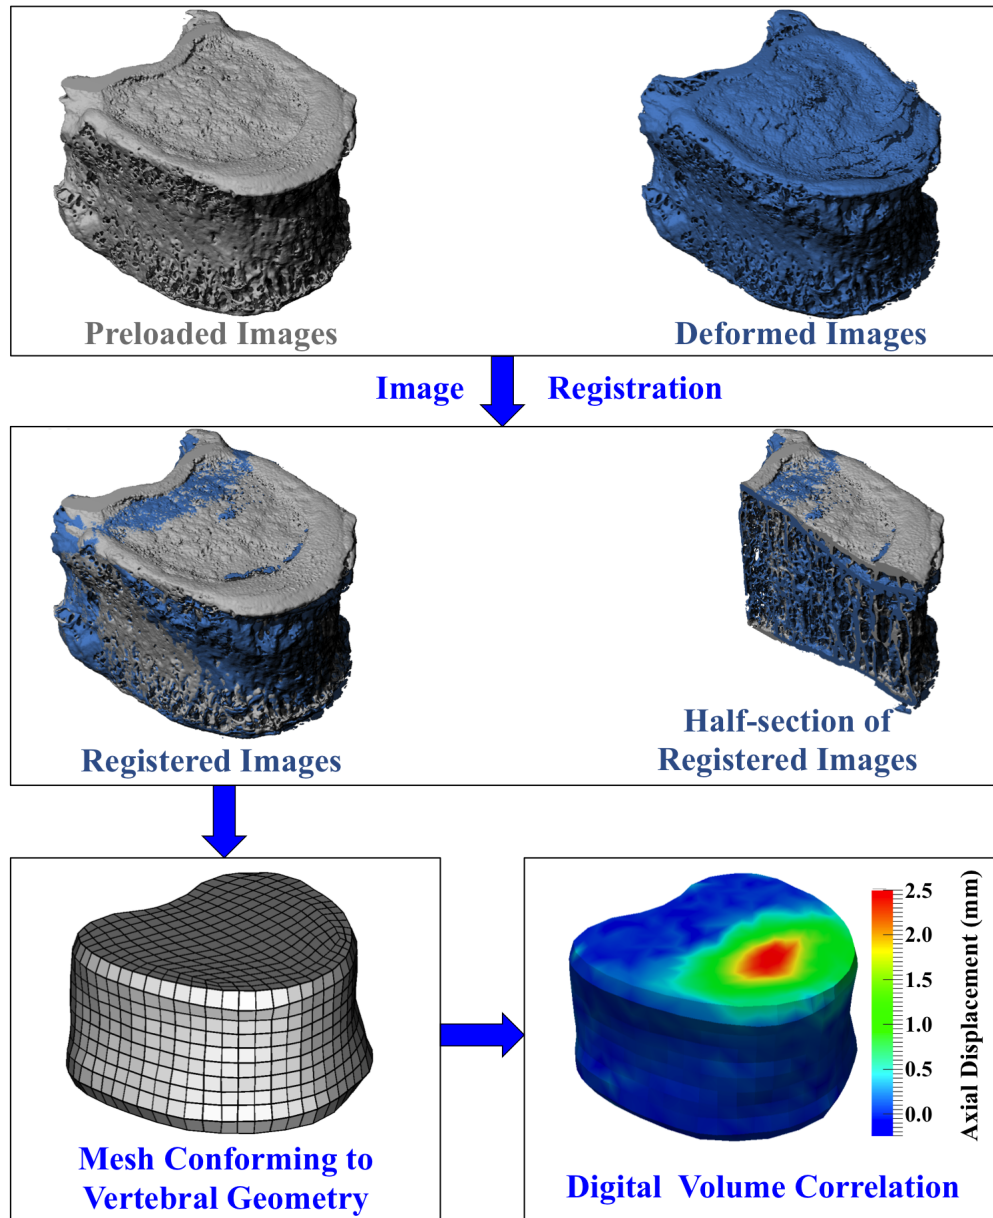 Preloaded Images
Deformed Images
Image Registration
Registered Images
Half-section of
Registered Images
Mesh Conforming to
Vertebral Geometry
2.5
2.0
1.5
1.0
0.5
0.0
Axial Displacement (mm)
Digital Volume Correlation